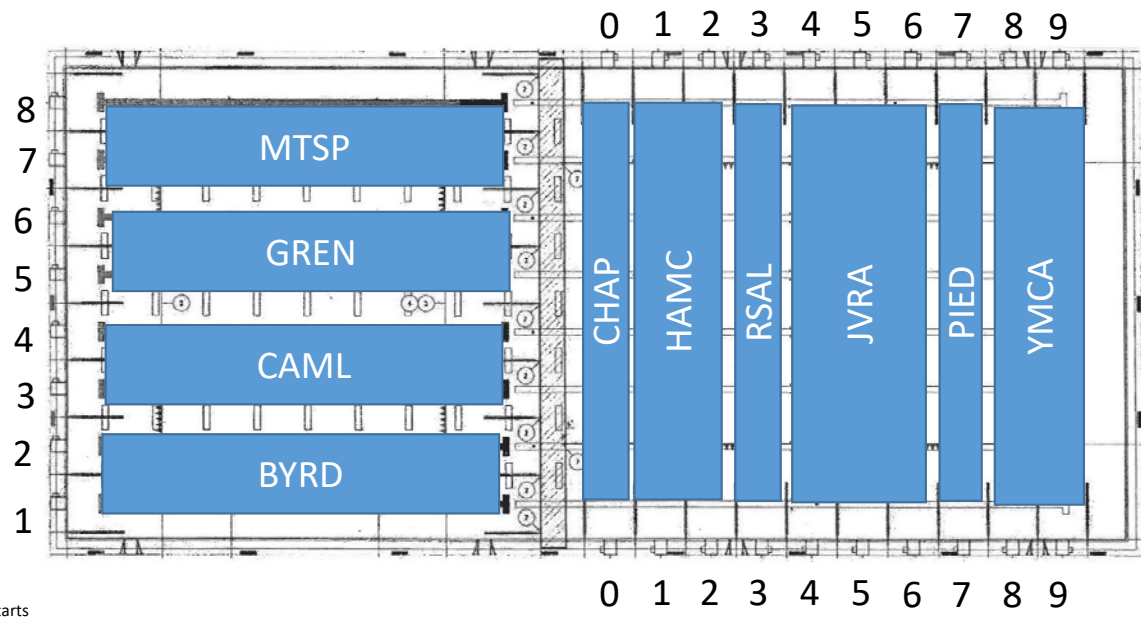 0 1 2 3 4 5 6 7 8 9
8
MTSP
7
6
GREN
5
4
CAML
3
2
BYRD
1
CHAP
HAMC
RSAL
JVRA
PIED
YMCA
0 1 2 3 4 5 6 7 8 9